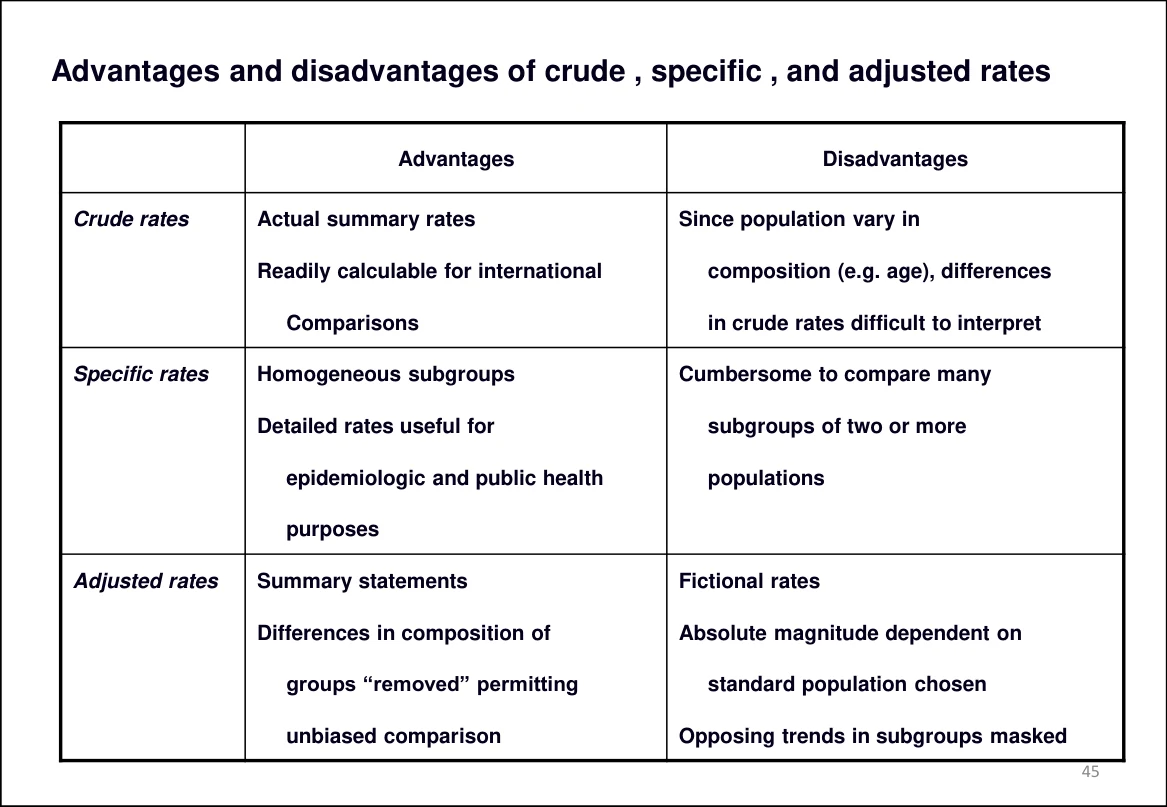 Advantages and disadvantages of crude , specific , and adjusted rates
Advantages
Disadvantages
Crude rates
Actual summary rates
Readily calculable for international
Comparisons
Since population vary in
composition (e.g. age), differences
in crude rates difficult to interpret
Specific rates
Homogeneous subgroups
Detailed rates useful for
epidemiologic and public health
purposes
Cumbersome to compare many
subgroups of two or more
populations
Adjusted rates
Summary statements
Differences in composition of
groups “removed” permitting
unbiased comparison
Fictional rates
Absolute magnitude dependent on
standard population chosen
Opposing trends in subgroups masked
45